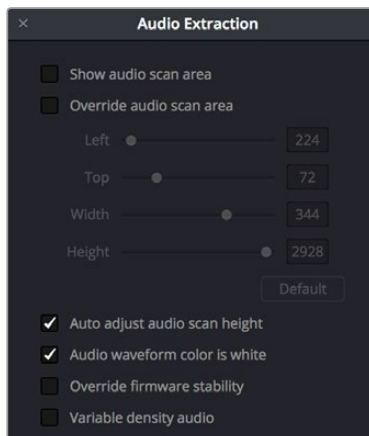 Audio Extraction
Show audio scan area
Override audio scan area
Left 224
Top 72
Width 344
Height 2928
Default
Auto adjust audio scan height
Audio waveform color is white
Override firmware stability
Variable density audio